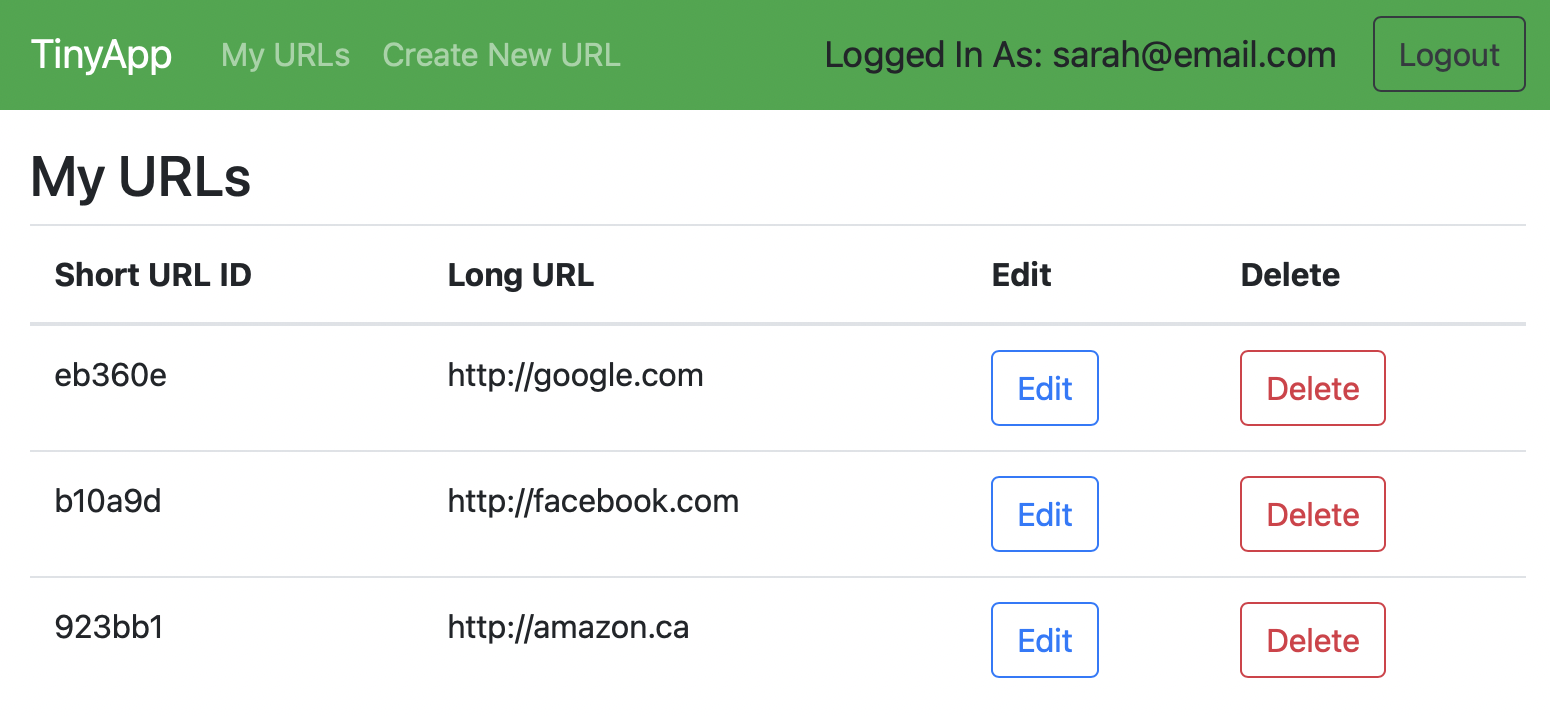 TinyApp My URLs Create New URL Logged In As: sarah@email.com Logout
My URLs
Short URL ID Long URL Edit Delete
eb360e http://google.com Edit Delete
b10a9d http://facebook.com Edit Delete
923bb1 http://amazon.ca Edit Delete